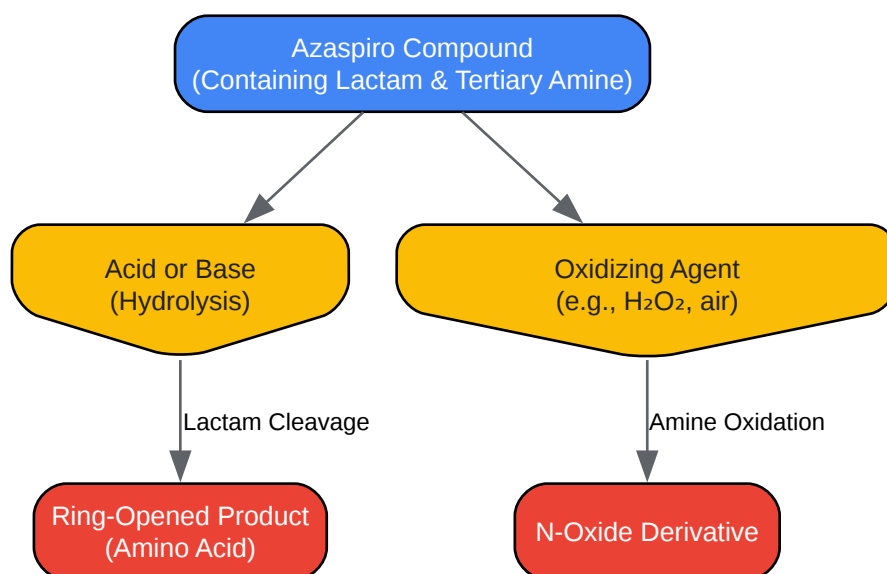 Azaspiro Compound
(Containing Lactam & Tertiary Amine)
Acid or Base
(Hydrolysis)
Oxidizing Agent
(e.g., H₂O₂, air)
Lactam Cleavage
Amine Oxidation
Ring-Opened Product
(Amino Acid)
N-Oxide Derivative